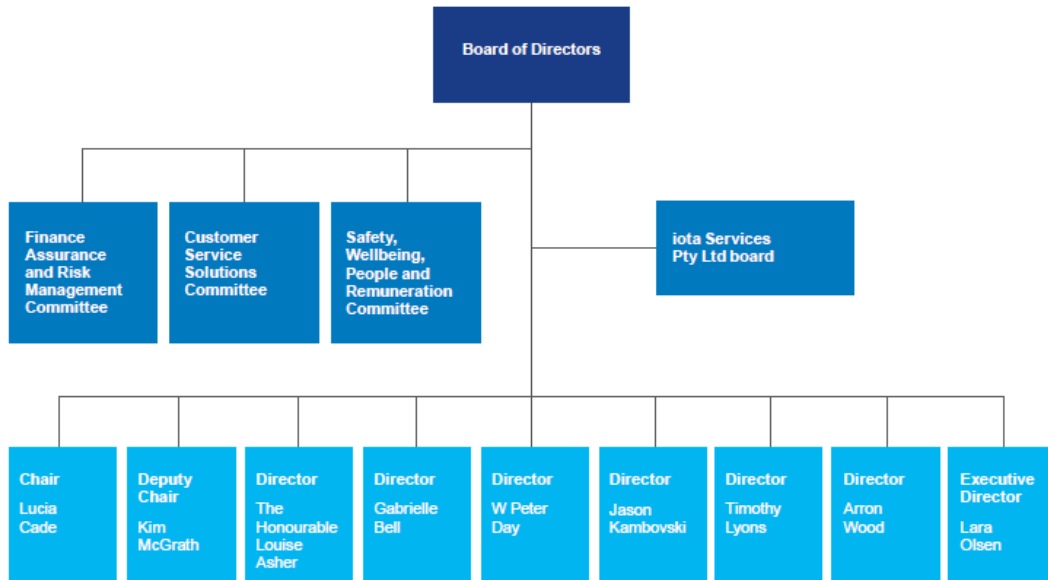 Board of Directors
Finance
Assurance
and Risk
Management
Committee
Customer
Service
Solutions
Committee
Safety,
Wellbeing,
People and
Remuneration
Committee
iota Services
Pty Ltd board
Chair
Lucia
Cade
Deputy
Chair
Kim
McGrath
Director
The
Honourable
Louise
Asher
Director
Gabrielle
Bell
Director
W Peter
Day
Director
Jason
Kambovski
Director
Timothy
Lyons
Director
Arron
Wood
Executive
Director
Lara
Olsen